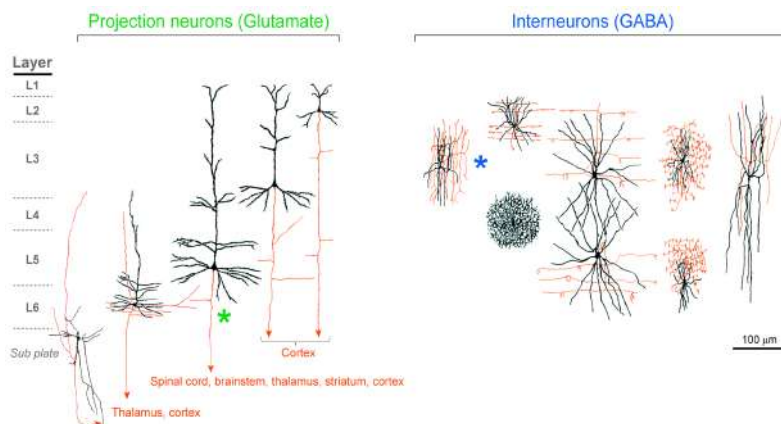 Projection neurons (Glutamate)
Interneurons (GABA)
Layer
L1
L2
L3
L4
L5
L6
Sub plate
*
*
Cortex
Spinal cord, brainstem, thalamus, striatum, cortex
Thalamus, cortex
100 µm